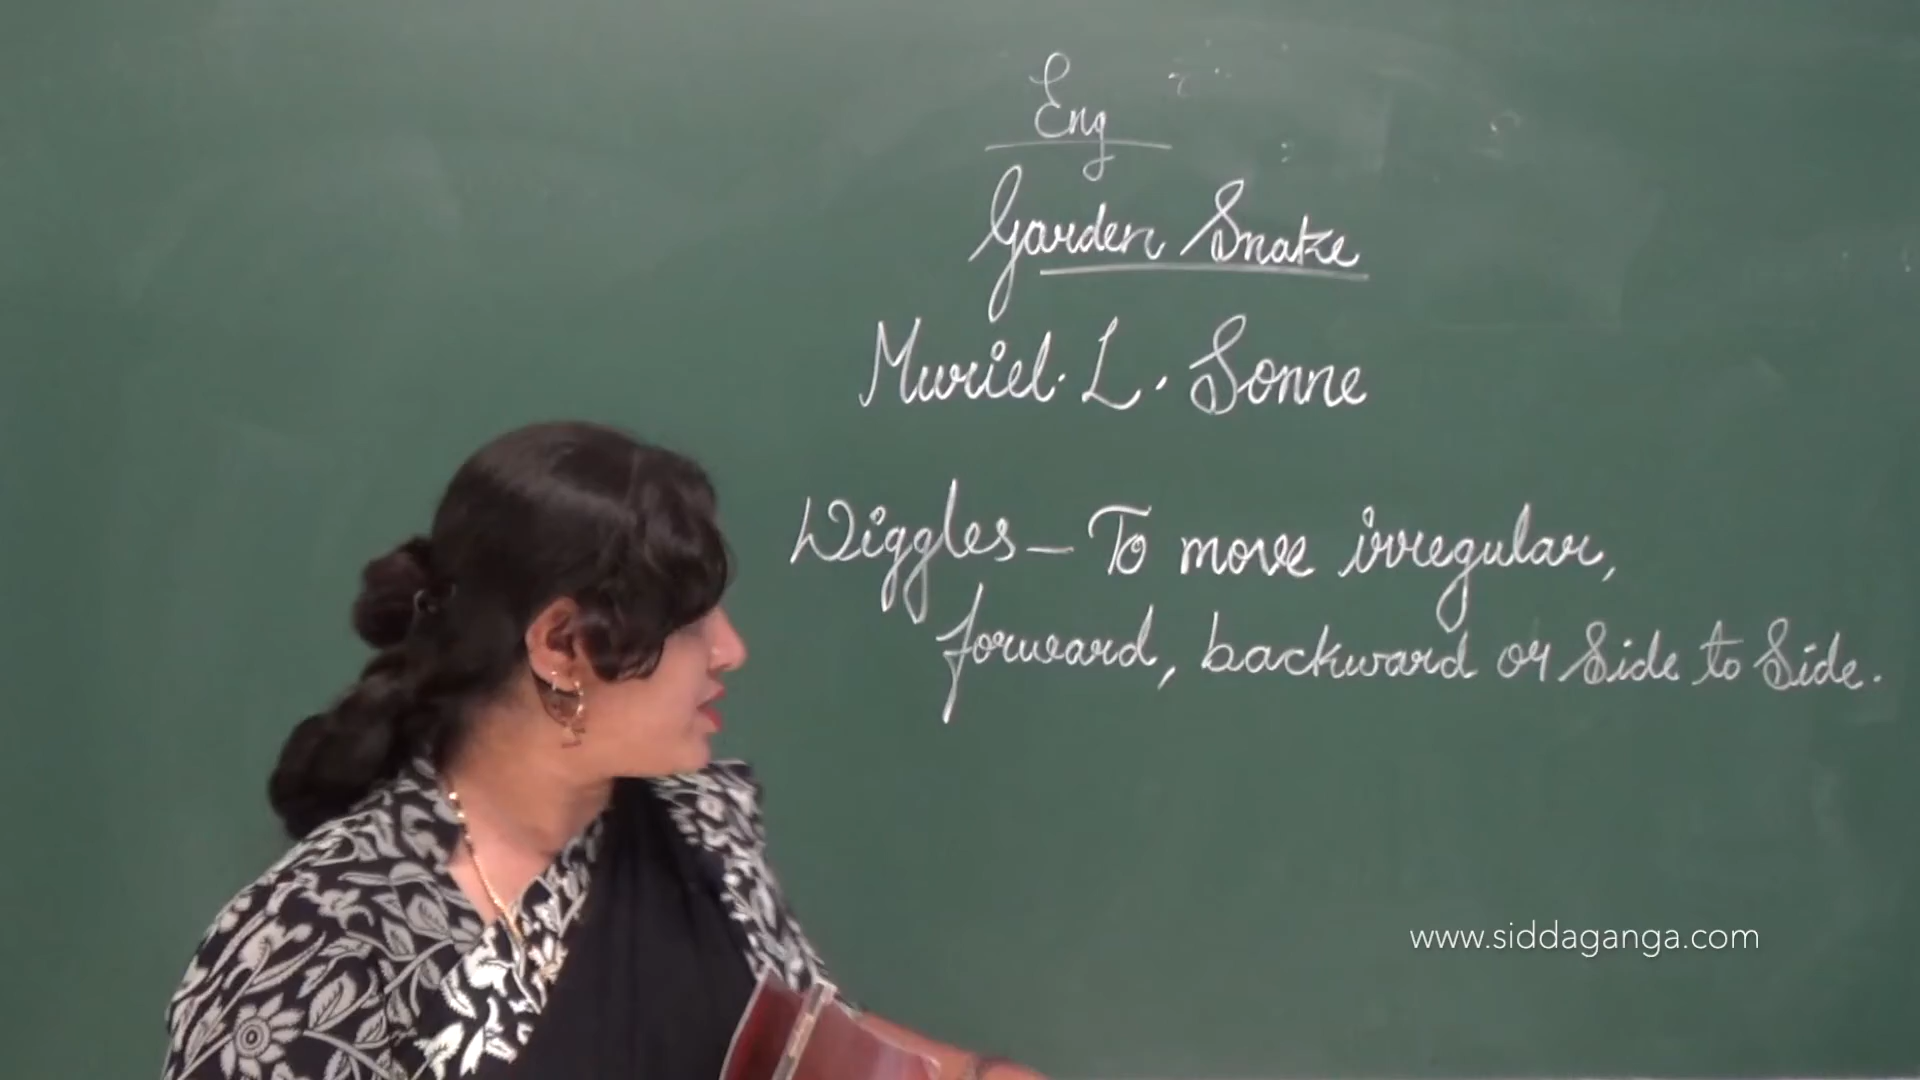 Eng
Garden Snake
Muriel. L. Sonne
Wiggles - To move irregular,
forward, backward or Side to Side.
www.siddaganga.com